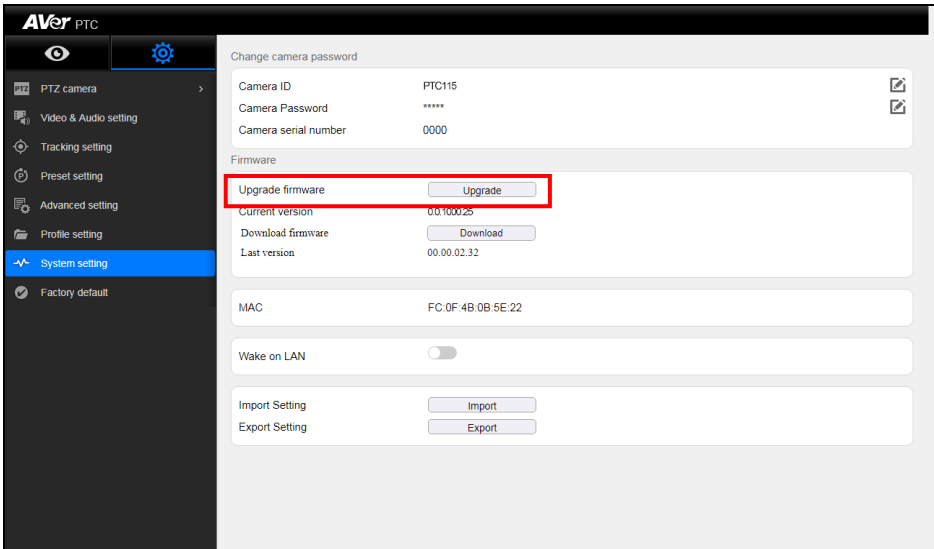 AVer PTC
PTZ PTZ camera >
Video & Audio setting
Tracking setting
Preset setting
Advanced setting
Profile setting
System setting
Factory default
Change camera password
Camera ID PTC115
Camera Password *****
Camera serial number 0000
Firmware
Upgrade firmware Upgrade
Current version 0.0.1000.25
Download firmware Download
Last version 00.00.02.32
MAC FC:0F:4B:0B:5E:22
Wake on LAN
Import Setting Import
Export Setting Export